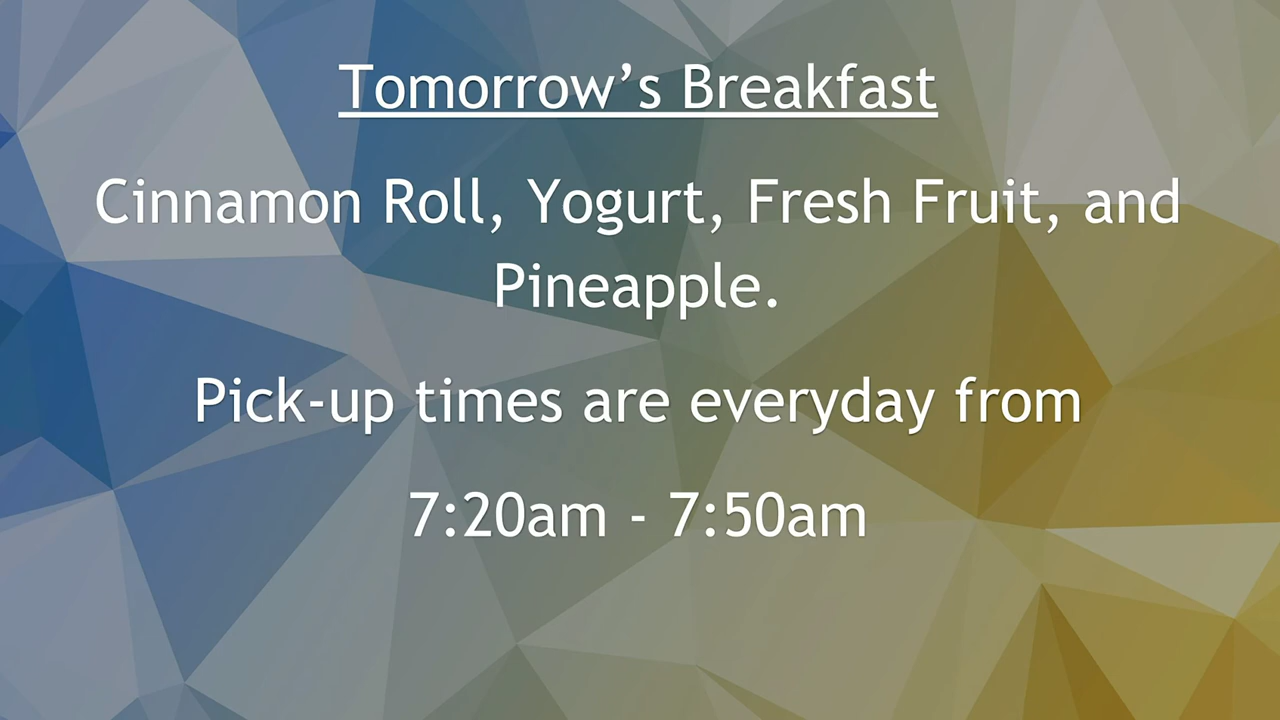 Tomorrow’s Breakfast
Cinnamon Roll, Yogurt, Fresh Fruit, and
Pineapple.
Pick-up times are everyday from
7:20am - 7:50am